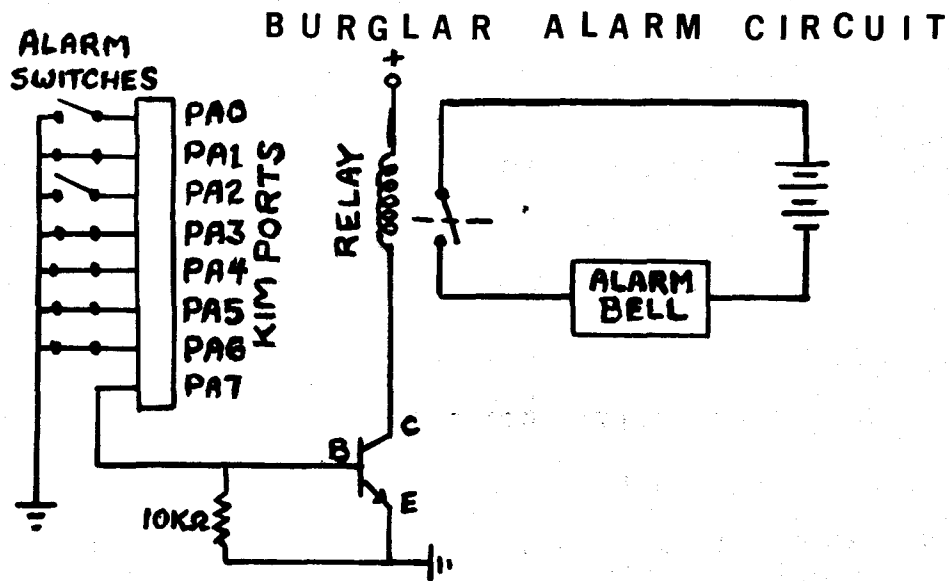 BURGLAR ALARM CIRCUIT
ALARM
SWITCHES
PA0
PA1
PA2
PA3
PA4
PA5
PA6
PA7
KIM PORTS
+
RELAY
ALARM
BELL
B
C
E
10KΩ